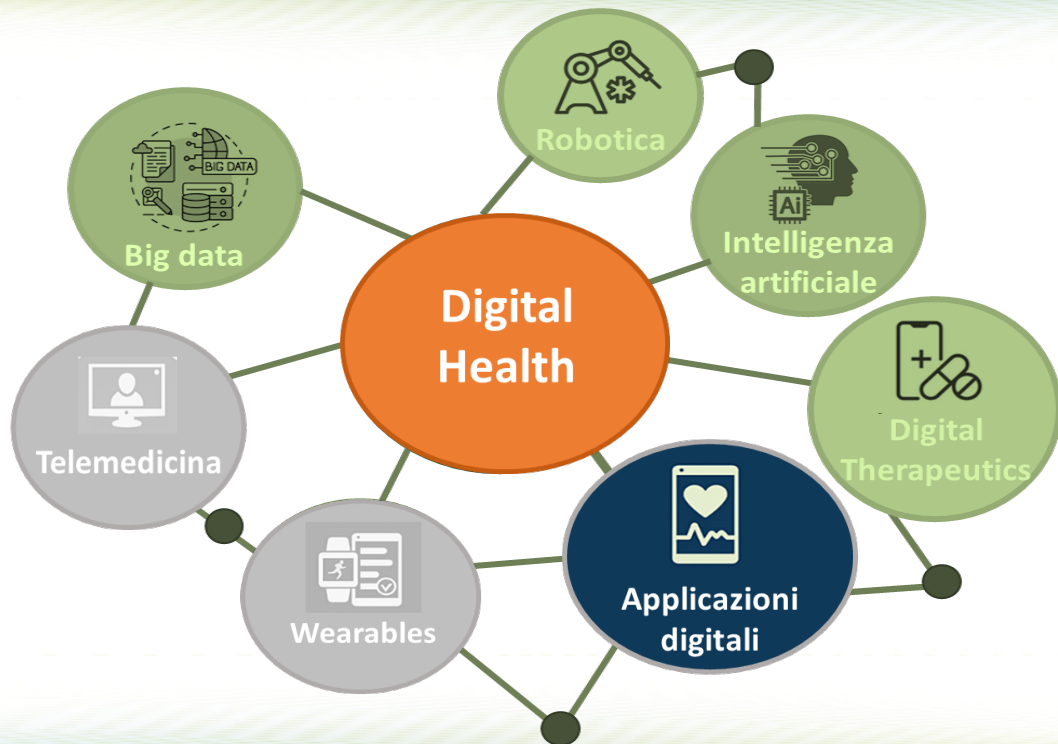 Robotica
BIG DATA
Big data
Ai
Intelligenza
artificiale
Digital
Health
Digital
Therapeutics
Telemedicina
Wearables
Applicazioni
digitali